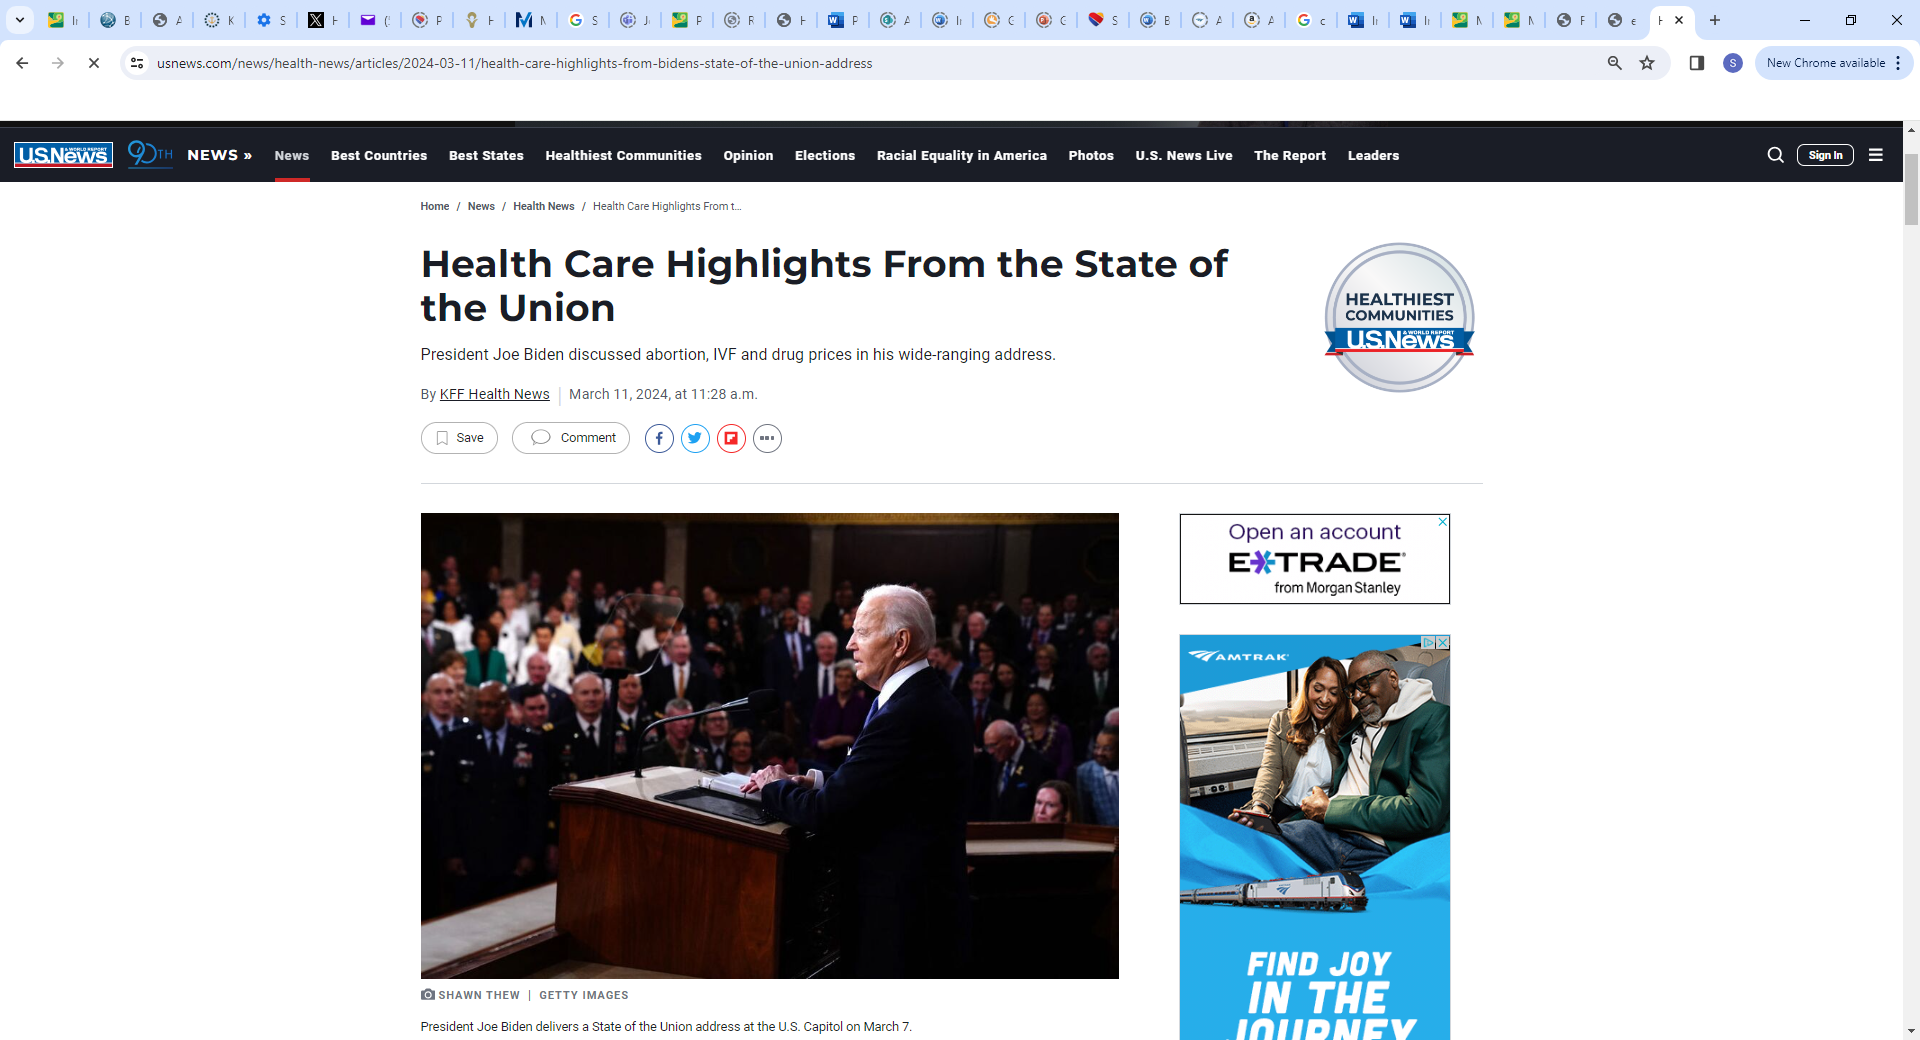 usnews.com/news/health-news/articles/2024-03-11/health-care-highlights-from-bidens-state-of-the-union-address
S
New Chrome available
U.S.News
& WORLD REPORT
90TH
NEWS »
News
Best Countries
Best States
Healthiest Communities
Opinion
Elections
Racial Equality in America
Photos
U.S. News Live
The Report
Leaders
Sign In
Home / News / Health News / Health Care Highlights From t...
Health Care Highlights From the State of
the Union
HEALTHIEST
COMMUNITIES
& WORLD REPORT
U.S.News
President Joe Biden discussed abortion, IVF and drug prices in his wide-ranging address.
By KFF Health News | March 11, 2024, at 11:28 a.m.
Save
Comment
Open an account
E*TRADE®
from Morgan Stanley
AMTRAK
FIND JOY
IN THE
JOURNEY
SHAWN THEW | GETTY IMAGES
President Joe Biden delivers a State of the Union address at the U.S. Capitol on March 7.